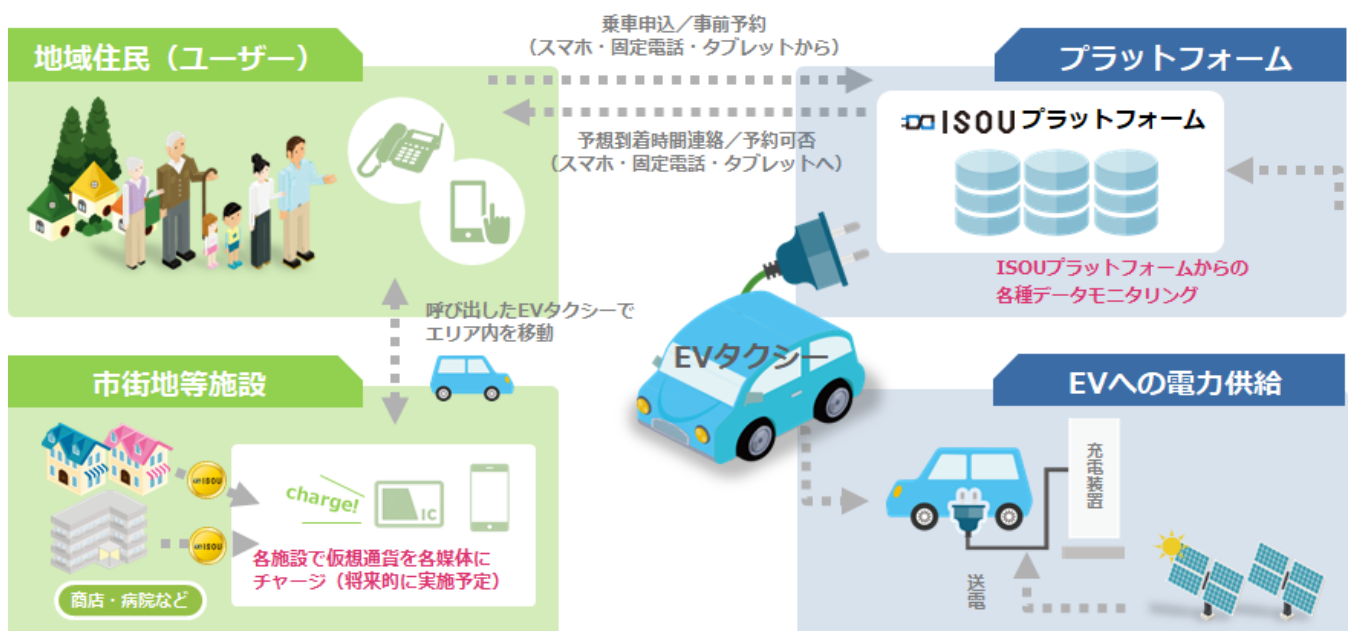 乗車申込／事前予約
（スマホ・固定電話・タブレットから）
地域住民（ユーザー）
プラットフォーム
ISOUプラットフォーム
予想到着時間連絡／予約可否
（スマホ・固定電話・タブレットへ）
ISOUプラットフォームからの
各種データモニタリング
呼び出したEVタクシーで
エリア内を移動
EVタクシー
市街地等施設
EVへの電力供給
充電装置
ISOU
charge!
IC
ISOU
各施設で仮想通貨を各媒体に
チャージ（将来的に実施予定）
商店・病院など
送電